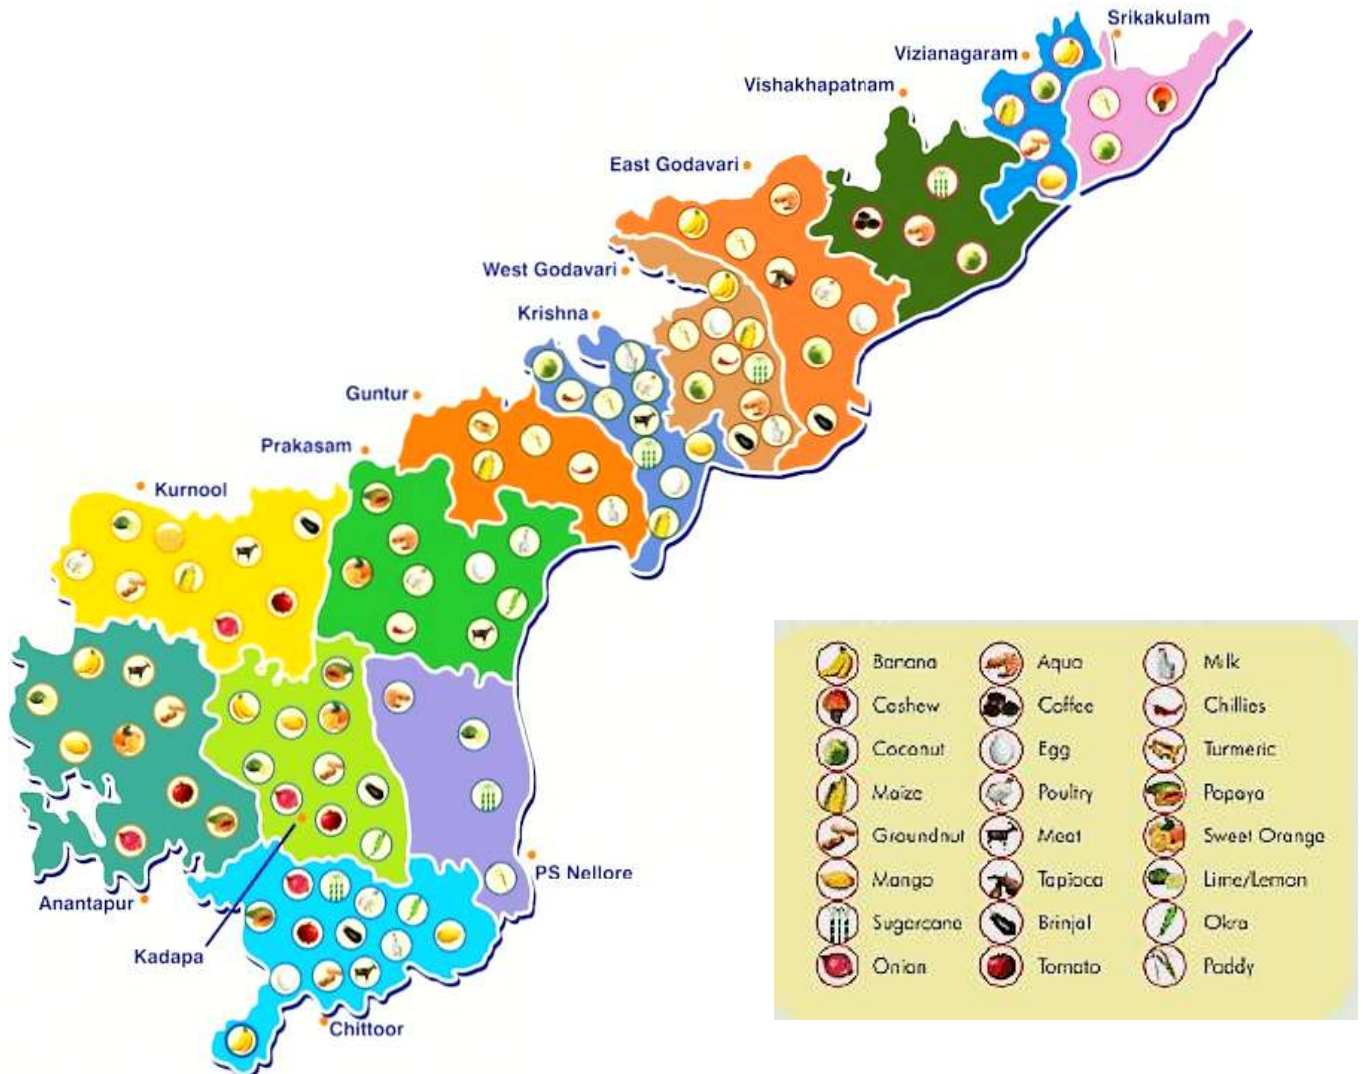 Srikakulam
Vizianagaram
Vishakhapatnam
East Godavari
West Godavari
Krishna
Guntur
Prakasam
Kurnool
PS Nellore
Anantapur
Kadapa
Chittoor
Banana Aqua Milk
Cashew Coffee Chillies
Coconut Egg Turmeric
Maize Poultry Papaya
Groundnut Meat Sweet Orange
Mango Tapioca Lime/Lemon
Sugarcane Brinjal Okra
Onion Tomato Paddy